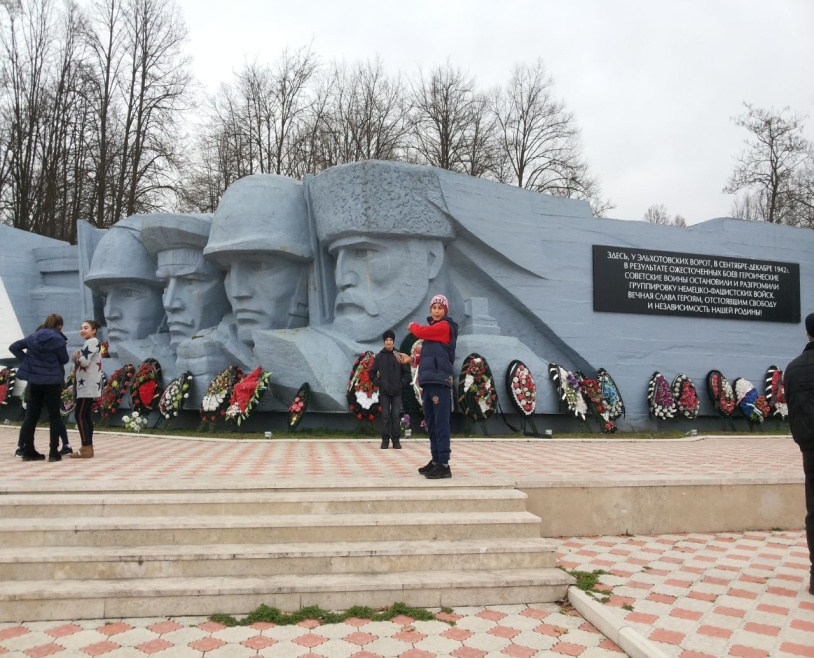 ЗДЕСЬ, У ЭЛЬХОТОВСКИХ ВОРОТ, В СЕНТЯБРЕ-ДЕКАБРЕ 1942г.
В РЕЗУЛЬТАТЕ ОЖЕСТОЧЕННЫХ БОЕВ ГЕРОИЧЕСКИЕ
СОВЕТСКИЕ ВОИНЫ ОСТАНОВИЛИ И РАЗГРОМИЛИ
ГРУППИРОВКУ НЕМЕЦКО-ФАШИСТСКИХ ВОЙСК.
ВЕЧНАЯ СЛАВА ГЕРОЯМ, ОТСТОЯВШИМ СВОБОДУ
И НЕЗАВИСИМОСТЬ НАШЕЙ РОДИНЫ!